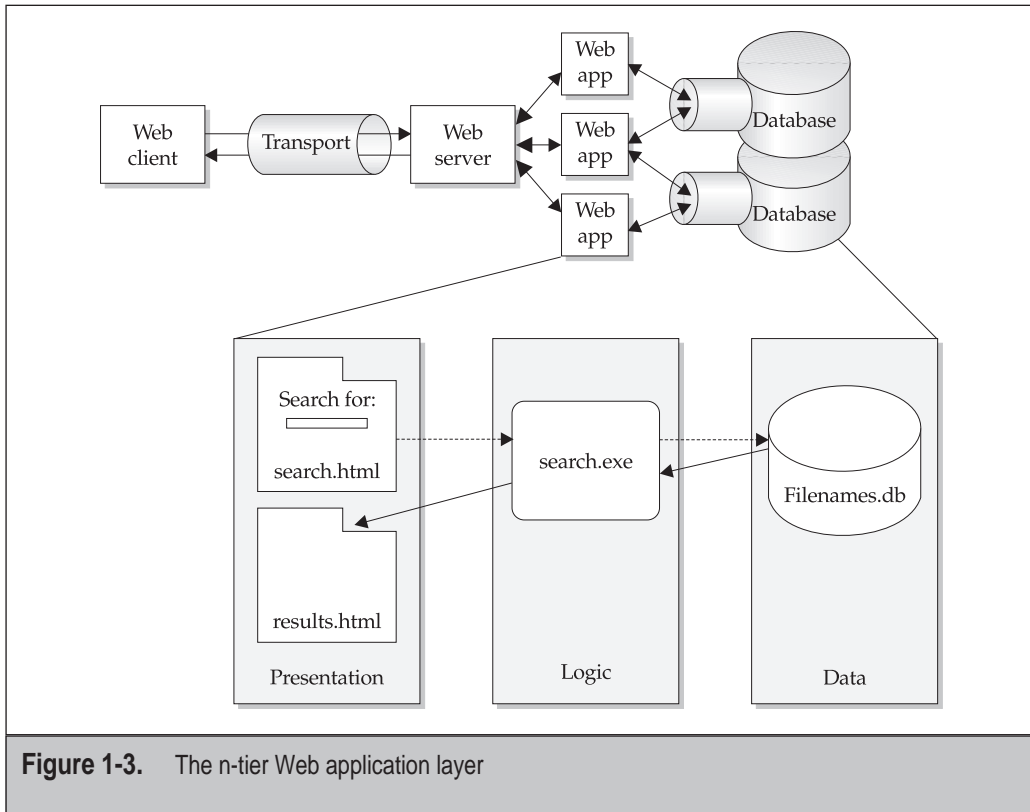 Web
app
Web
client
Transport
Web
server
Web
app
Web
app
Database
Database
Search for:
search.html
results.html
Presentation
search.exe
Logic
Filenames.db
Data
Figure 1-3. The n-tier Web application layer